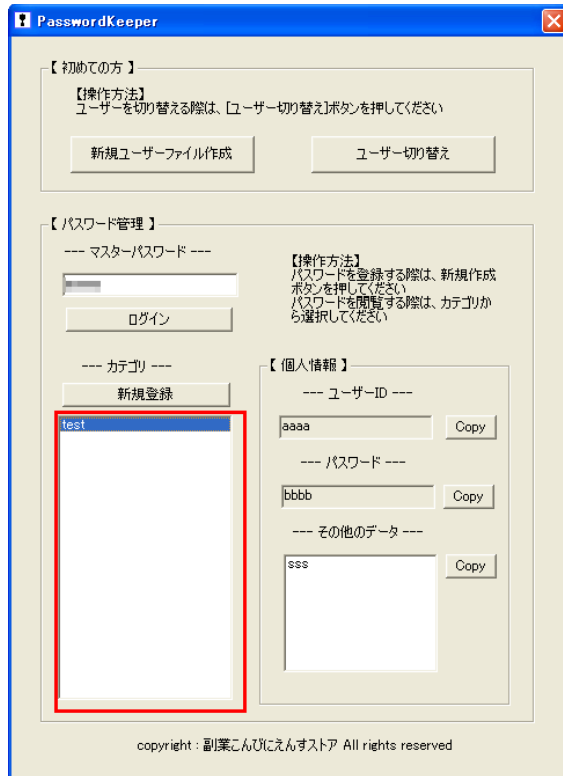 PasswordKeeper
【 初めての方 】
【操作方法】
ユーザーを切り替える際は、[ユーザー切り替え]ボタンを押してください
新規ユーザーファイル作成
ユーザー切り替え
【 パスワード管理 】
--- マスターパスワード ---
ログイン
【操作方法】
パスワードを登録する際は、新規作成
ボタンを押してください
パスワードを閲覧する際は、カテゴリか
ら選択してください
--- カテゴリ ---
新規登録
test
【 個人情報 】
--- ユーザーID ---
aaaa
Copy
--- パスワード ---
bbbb
Copy
--- その他のデータ ---
sss
Copy
copyright : 副業こんびにえんすストア All rights reserved